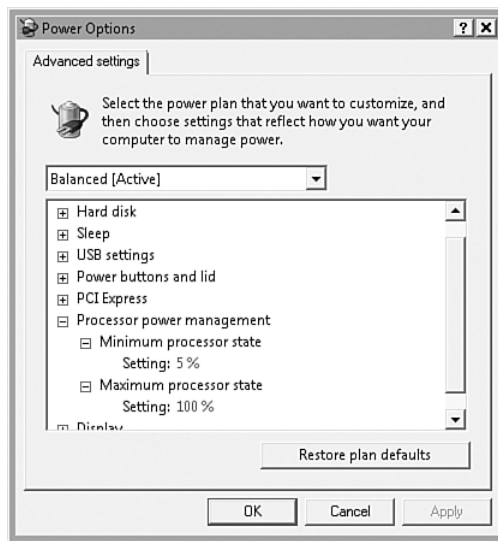 Power Options
Advanced settings
Select the power plan that you want to customize, and
then choose settings that reflect how you want your
computer to manage power.
Balanced [Active]
Hard disk
Sleep
USB settings
Power buttons and lid
PCI Express
Processor power management
Minimum processor state
Setting: 5 %
Maximum processor state
Setting: 100 %
Display
Restore plan defaults
OK Cancel Apply